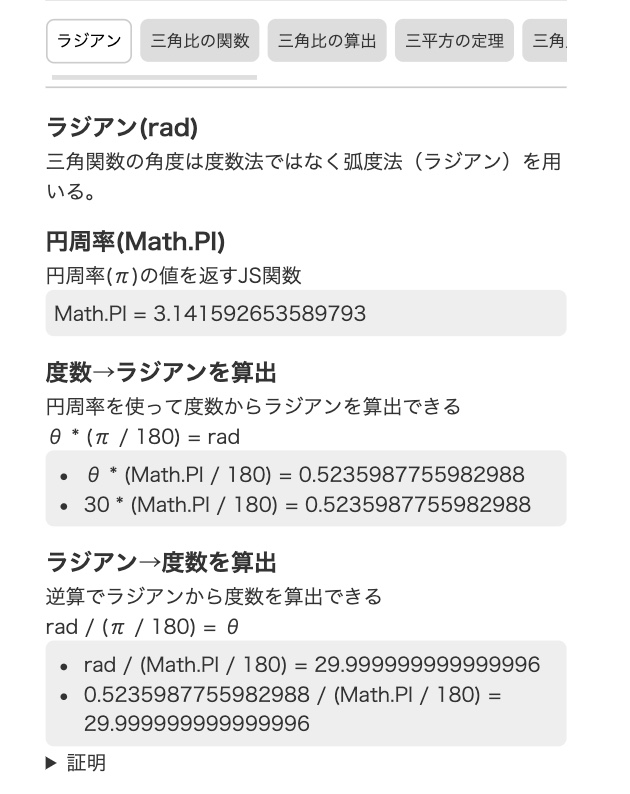 ラジアン
三角比の関数
三角比の算出
三平方の定理
三角
ラジアン(rad)
三角関数の角度は度数法ではなく弧度法（ラジアン）を用
いる。
円周率(Math.PI)
円周率(π)の値を返すJS関数
Math.PI = 3.141592653589793
度数→ラジアンを算出
円周率を使って度数からラジアンを算出できる
θ * (π / 180) = rad
• θ * (Math.PI / 180) = 0.5235987755982988
• 30 * (Math.PI / 180) = 0.5235987755982988
ラジアン→度数を算出
逆算でラジアンから度数を算出できる
rad / (π / 180) = θ
• rad / (Math.PI / 180) = 29.999999999999996
• 0.5235987755982988 / (Math.PI / 180) =
29.999999999999996
▶ 証明